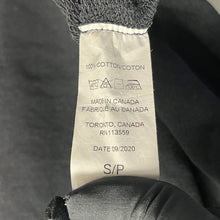 100% COTTON/COTON
MADE IN CANADA
FABRIQUÉ AU CANADA
TORONTO, CANADA
RN113559
DATE 09/2020
S/P